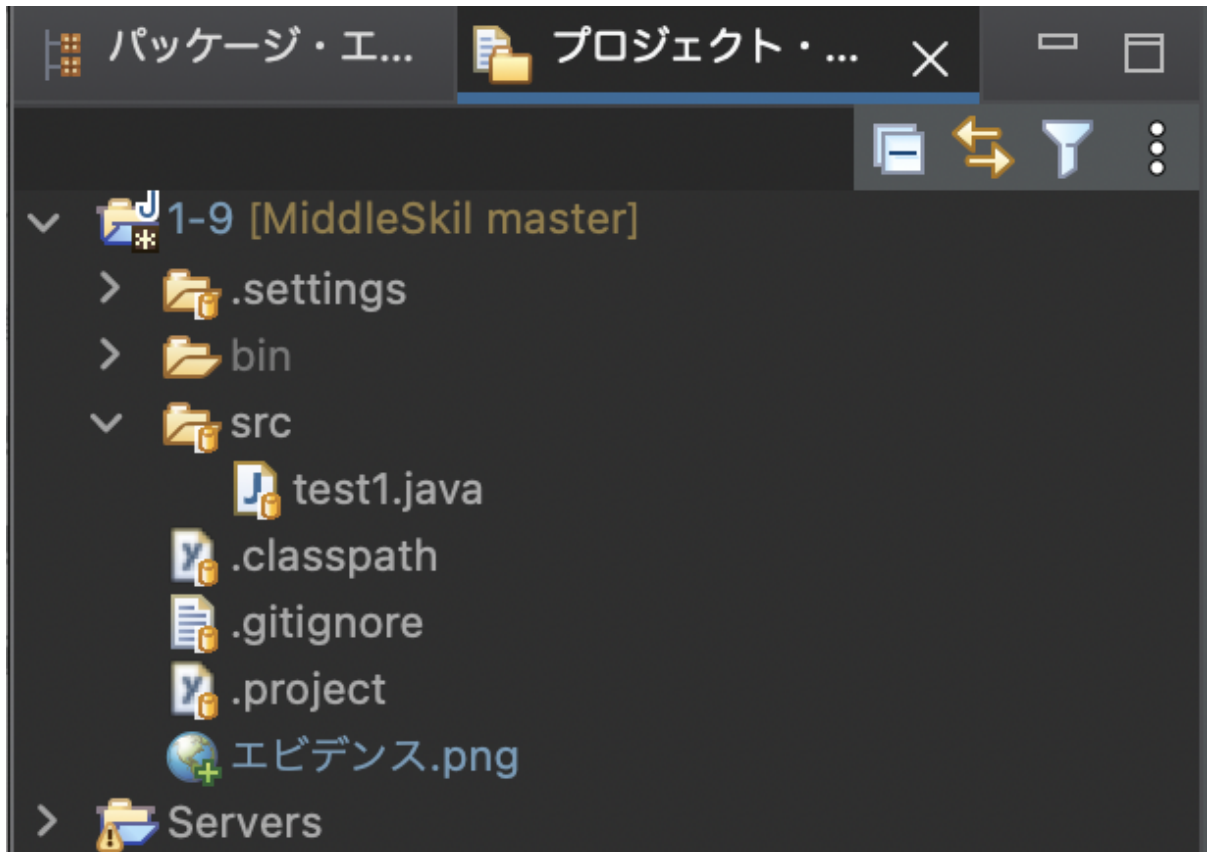 パッケージ・エ... プロジェクト・...
1-9 [MiddleSkil master]
.settings
bin
src
test1.java
.classpath
.gitignore
.project
エビデンス.png
Servers